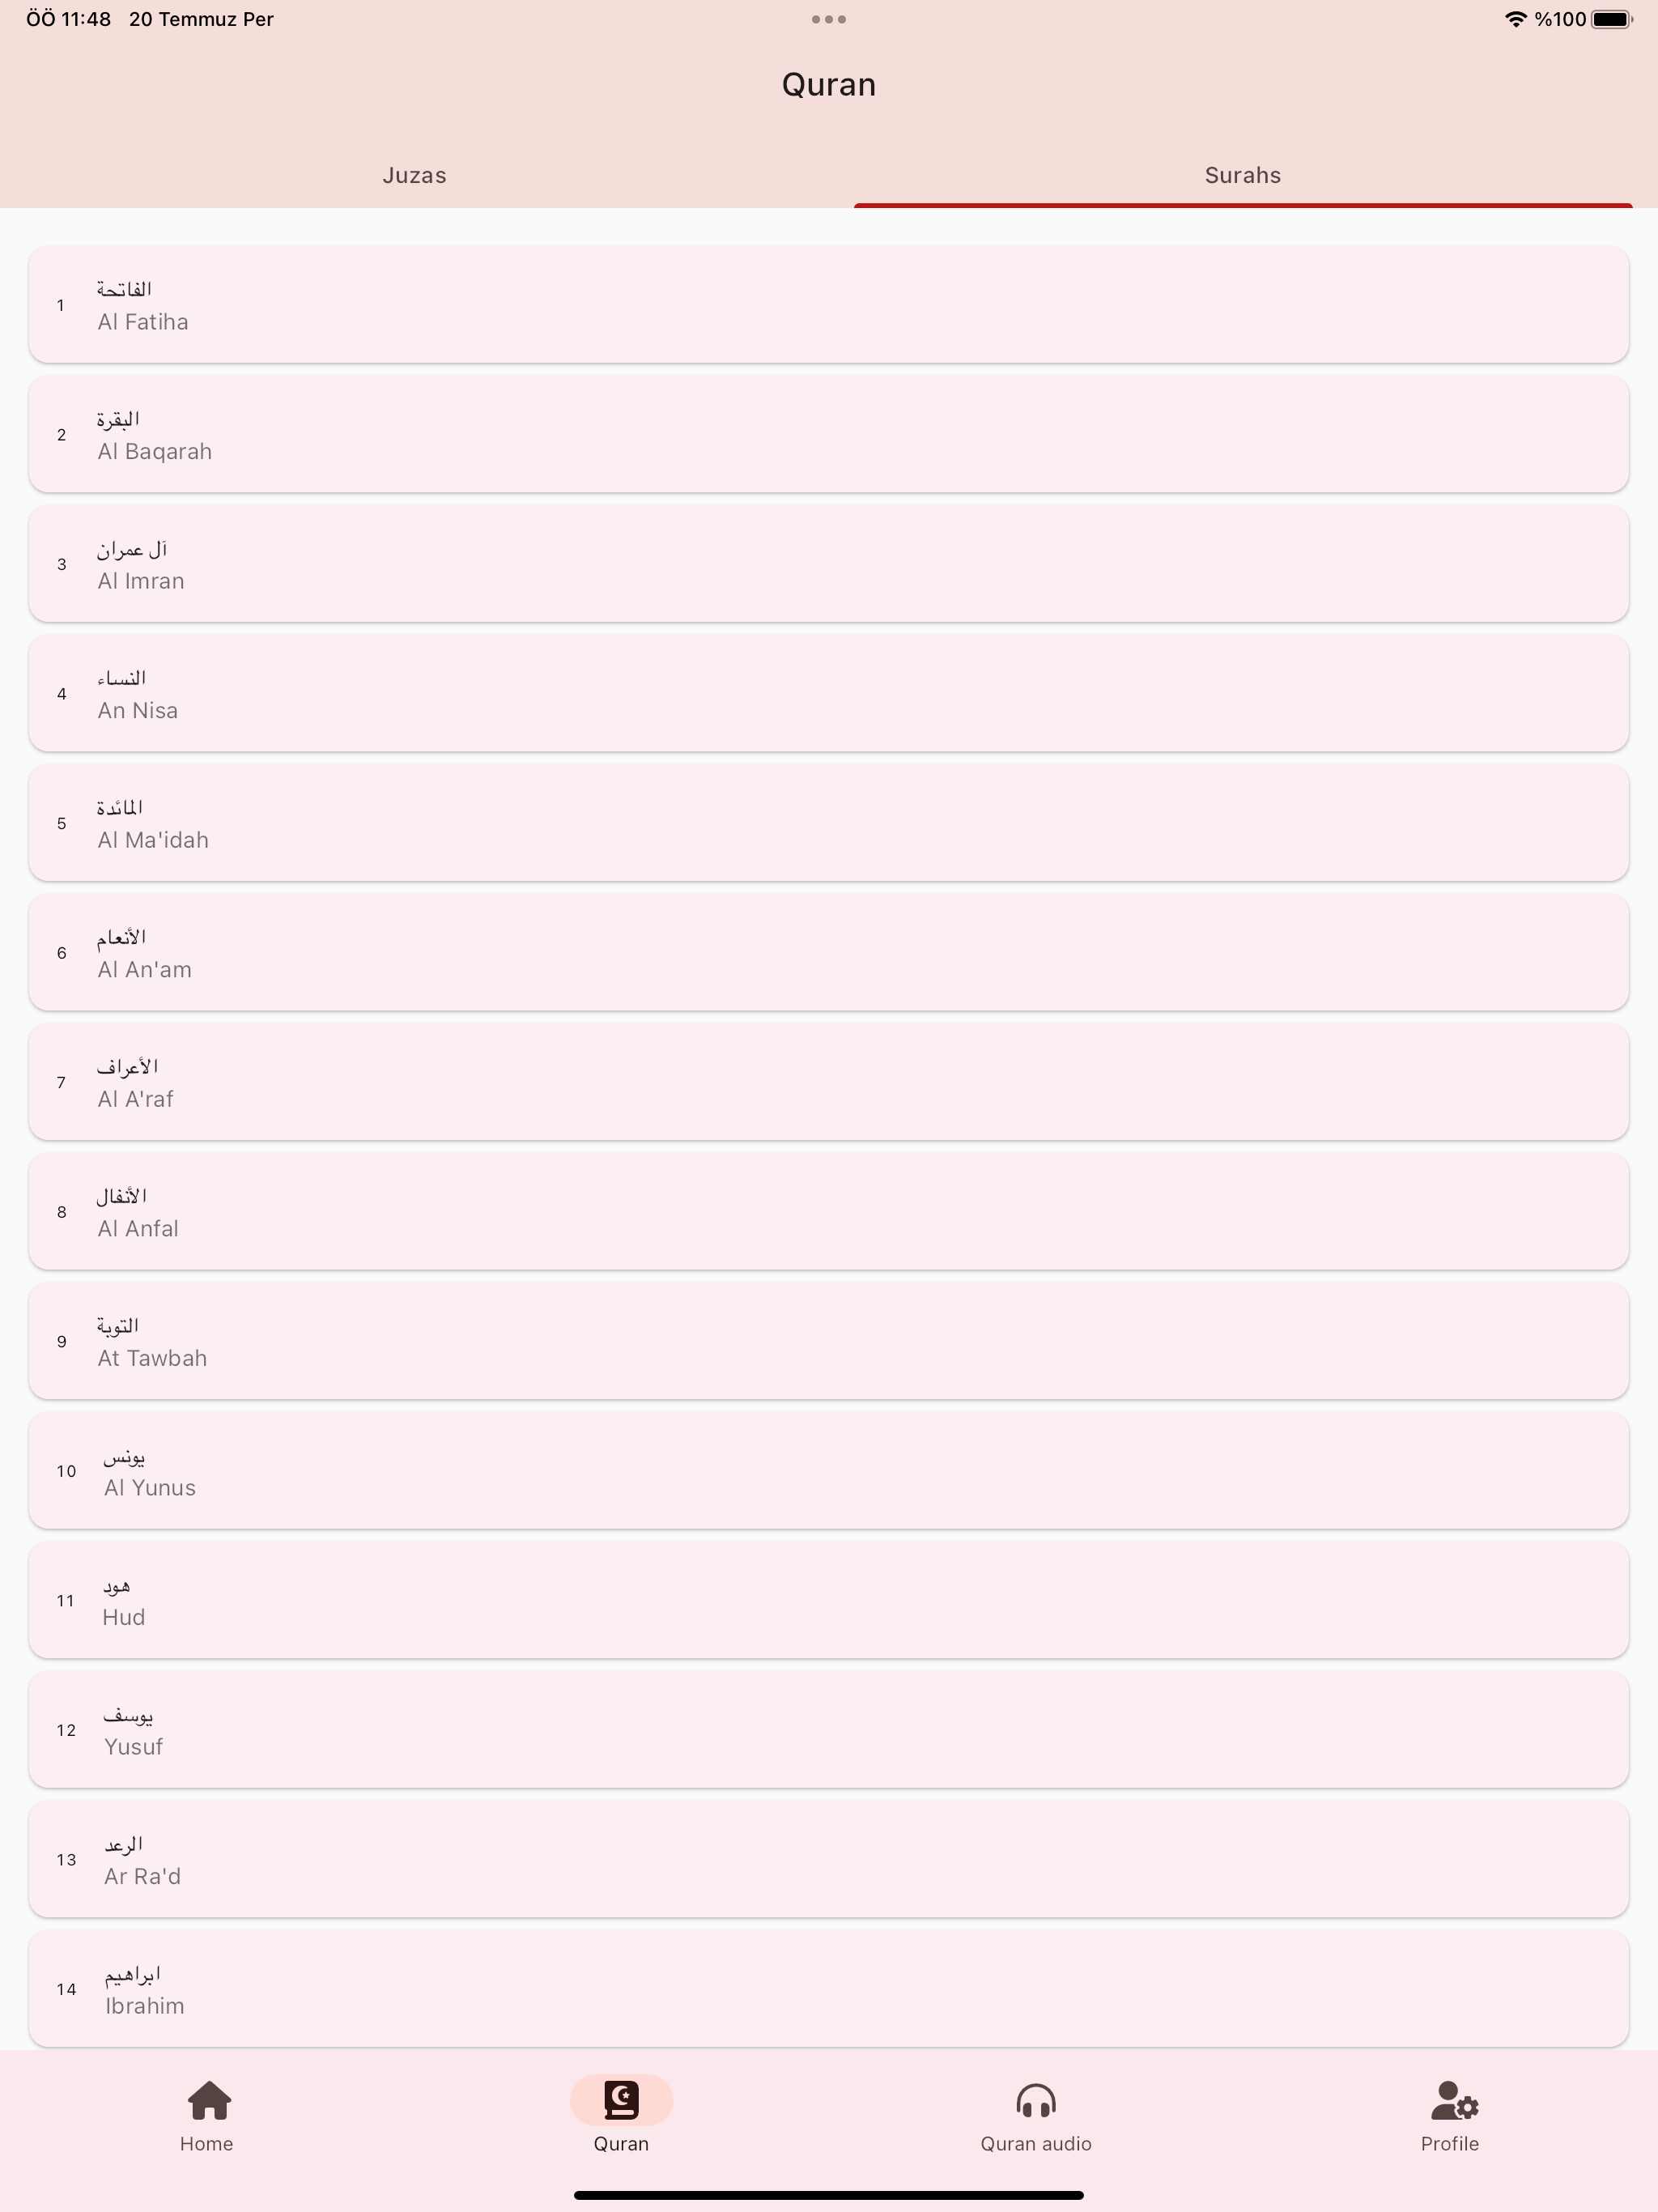 ÖÖ 11:48 20 Temmuz Per %100
Quran
Juzas Surahs
1
الفاتحة
Al Fatiha
2
البقرة
Al Baqarah
3
آل عمران
Al Imran
4
النساء
An Nisa
5
المائدة
Al Ma'idah
6
الأنعام
Al An'am
7
الأعراف
Al A'raf
8
الأنفال
Al Anfal
9
التوبة
At Tawbah
10
يونس
Al Yunus
11
هود
Hud
12
يوسف
Yusuf
13
الرعد
Ar Ra'd
14
ابراهيم
Ibrahim
Home Quran Quran audio Profile